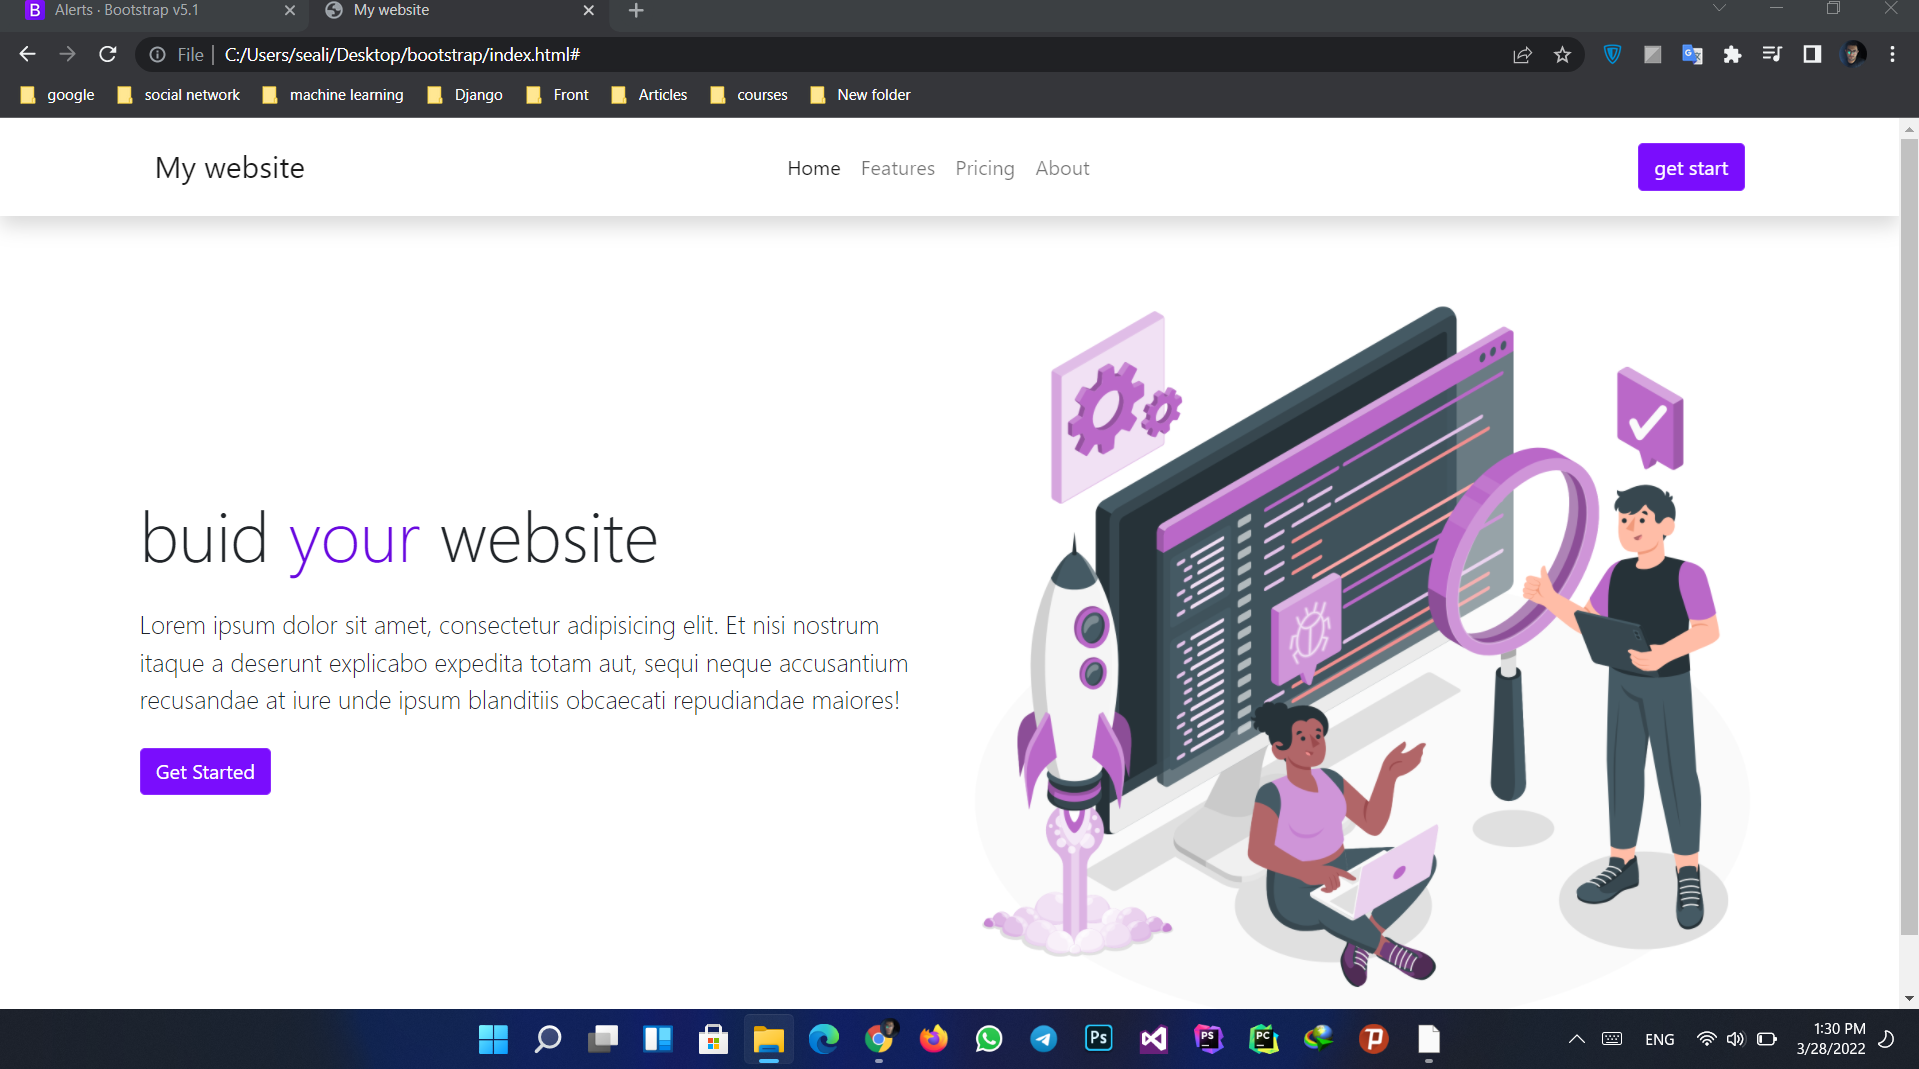 Alerts · Bootstrap v5.1
My website
File | C:/Users/seali/Desktop/bootstrap/index.html#
google social network machine learning Django Front Articles courses New folder
My website Home Features Pricing About get start
buid your website
Lorem ipsum dolor sit amet, consectetur adipisicing elit. Et nisi nostrum
itaque a deserunt explicabo expedita totam aut, sequi neque accusantium
recusandae at iure unde ipsum blanditiis obcaecati repudiandae maiores!
Get Started
ENG
1:30 PM
3/28/2022